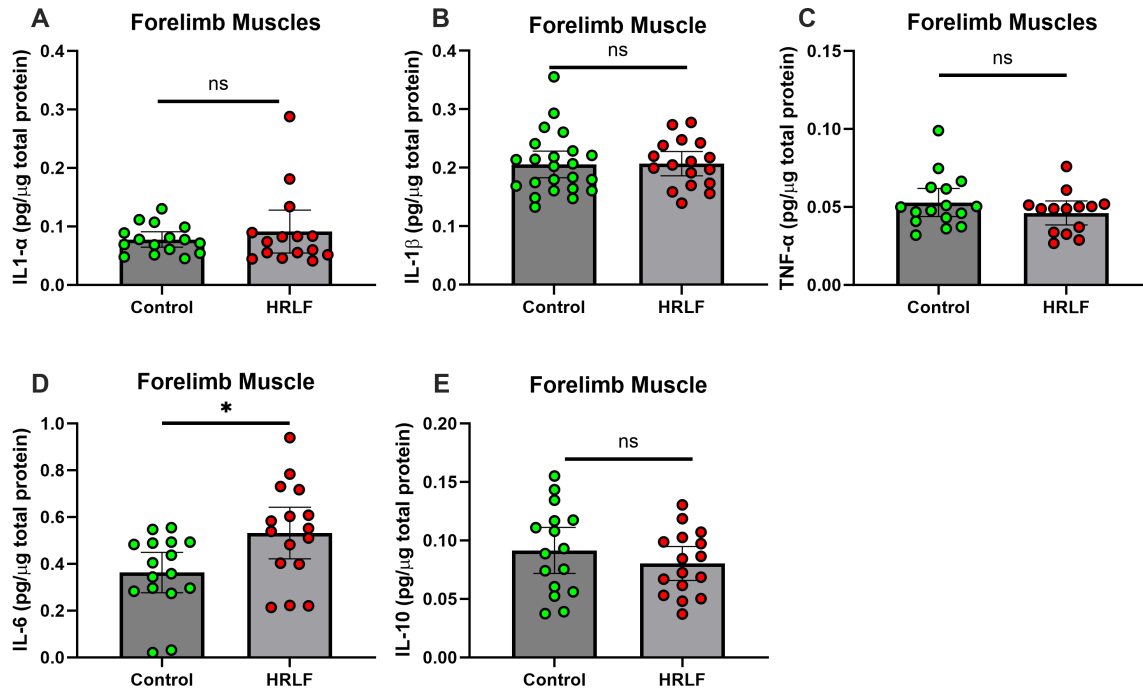 A
Forelimb Muscles
IL1-α (pg/μg total protein)
0.4
0.3
0.2
0.1
0.0
ns
Control
HRLF
B
Forelimb Muscle
IL-1β (pg/μg total protein)
0.4
0.3
0.2
0.1
0.0
ns
Control
HRLF
C
Forelimb Muscles
TNF-α (pg/μg total protein)
0.15
0.10
0.05
0.00
ns
Control
HRLF
D
Forelimb Muscle
IL-6 (pg/μg total protein)
1.0
0.8
0.6
0.4
0.2
0.0
*
Control
HRLF
E
Forelimb Muscle
IL-10 (pg/μg total protein)
0.20
0.15
0.10
0.05
0.00
ns
Control
HRLF